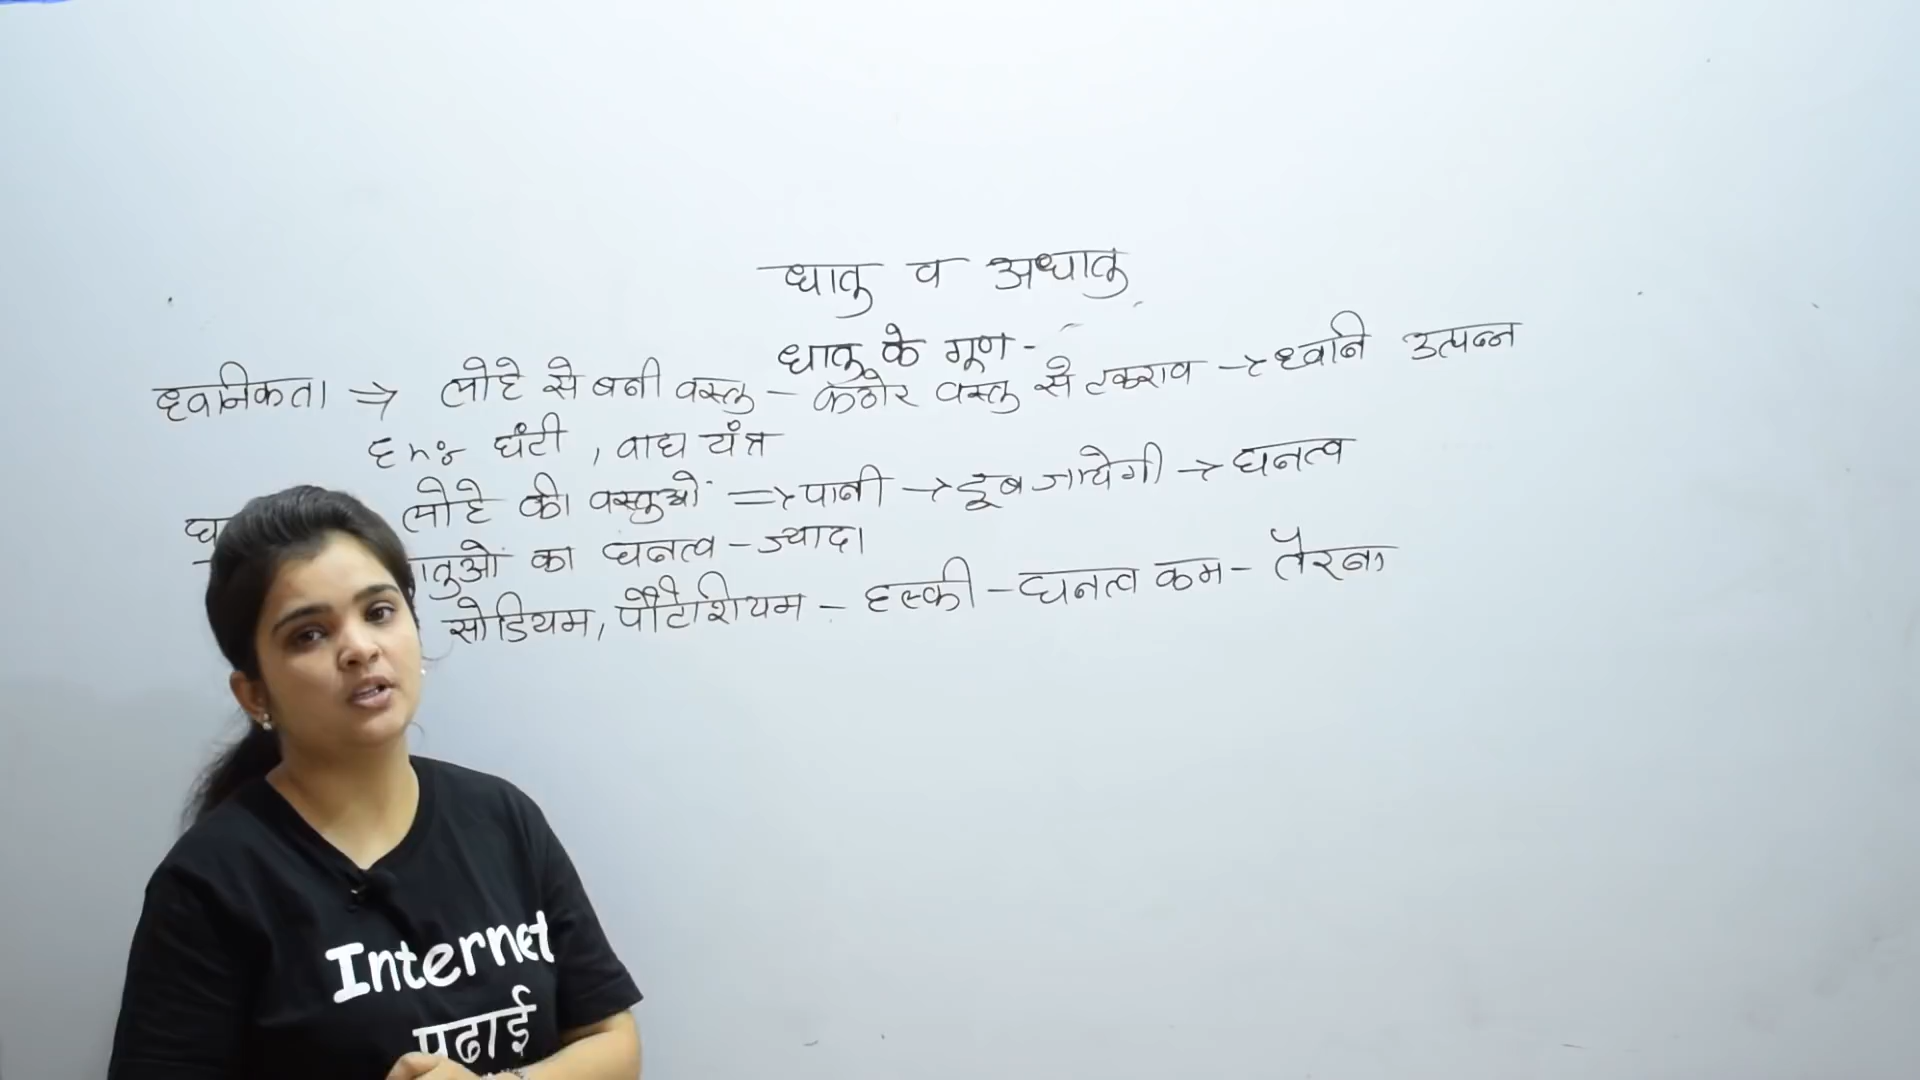 धातु व अधातु
धातु के गूण -
ध्वनिकता ⇒ लोहे से बनी वस्तु - कठोर वस्तु से टकराव → ध्वनि उत्पन्न
घंटी , वाद्य यंत्र
लोहे की वस्तुओं ⇒ पानी → डूब जायेगी → घनत्व
का घनत्व - ज्यादा
सोडियम, पोटैशियम - हल्की - घनत्व कम - तैरना
Internet
पढाई